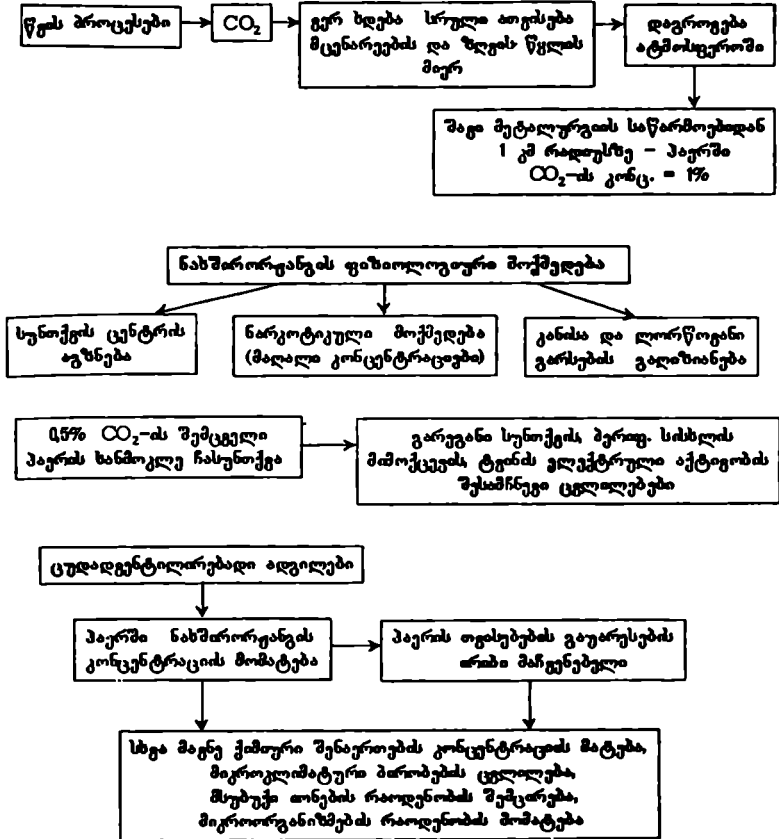 წვის პროცესები
CO₂
ვერ ხდება სრული ათვისება
მცენარეების და ზღვის წყლის
მიერ
დაგროვება
ატმოსფეროში
შავი მეტალურგიის საწარმოებიდან
1 კმ რადიუსზე – ჰაერში
CO₂-ის კონც. = 1%
ნახშირორჟანგის ფიზიოლოგიური მოქმედება
სუნთქვის ცენტრის
აგზნება
ნარკოტიკული მოქმედება
(მაღალი კონცენტრაციები)
კანისა და ლორწოვანი
გარსების გაღიზიანება
0,5% CO₂-ის შემცველი
ჰაერის ხანმოკლე ჩასუნთქვა
გარეგანი სუნთქვის, პერიფ. სისხლის
მიმოქცევის, ტვინის ელექტრული აქტივობის
შესამჩნევი ცვლილებები
ცუდადვენტილირებადი ადგილები
ჰაერში ნახშირორჟანგის
კონცენტრაციის მომატება
ჰაერის თვისებების გაუარესების
ირიბი მაჩვენებელი
სხვა მავნე ქიმიური შენაერთების კონცენტრაციის მატება,
მიკროკლიმატური პირობების ცვლილება,
მსუბუქი იონების რაოდენობის შემცირება,
მიკროორგანიზმების რაოდენობის მომატება